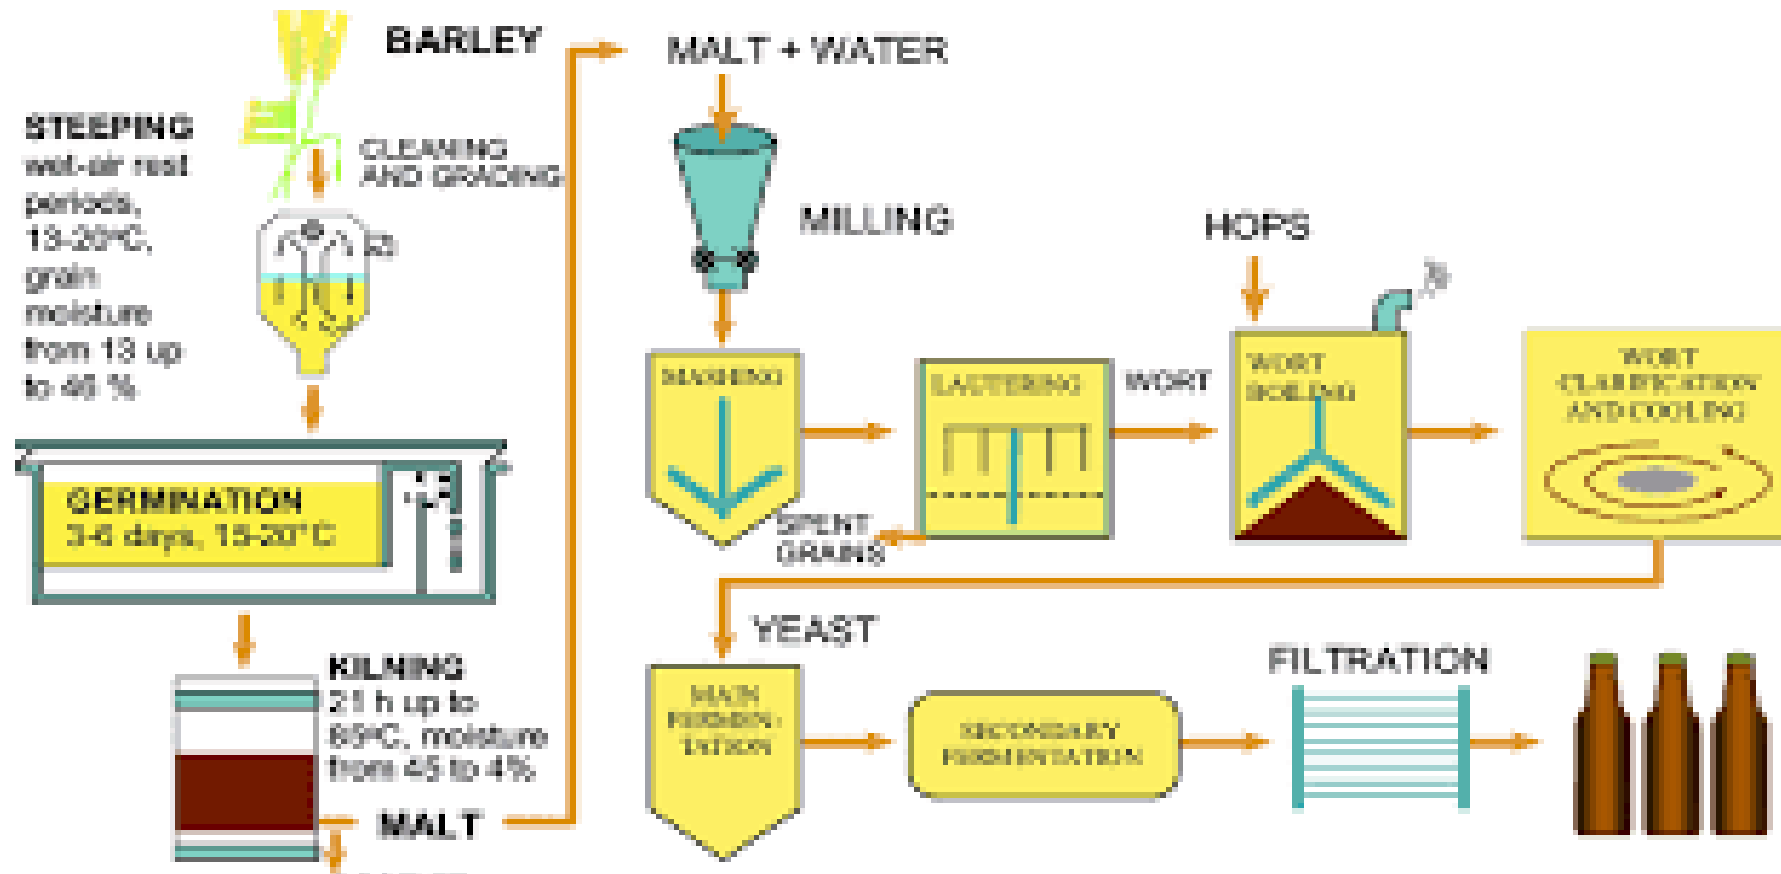 BARLEY
STEEPING
wet-air rest
periods,
13-20°C,
grain
moisture
from 13 up
to 46 %
CLEANING
AND GRADING
GERMINATION
3-6 days, 15-20°C
KILNING
21 h up to
85°C, moisture
from 45 to 4%
MALT
MALT + WATER
MILLING
MASHING
LAUTERING
SPENT
GRAINS
WORT
HOPS
WORT
BOILING
WORT
CLARIFICATION
AND COOLING
YEAST
MAIN
FERMEN-
TATION
SECONDARY
FERMENTATION
FILTRATION